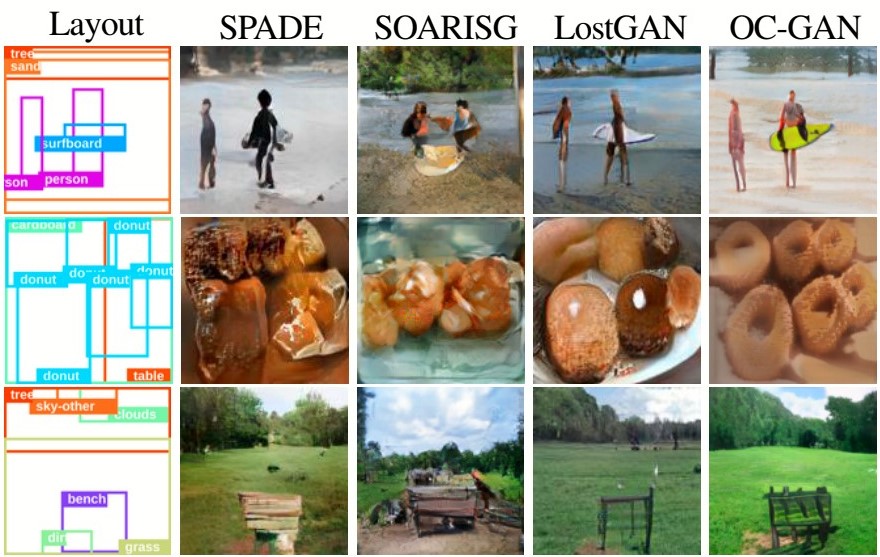 Layout SPADE SOARISG LostGAN OC-GAN
tree
sand
surfboard
rson person
cardboard donut
donut donut donut donut
donut table
tree
sky-other
clouds
bench
dirt
grass